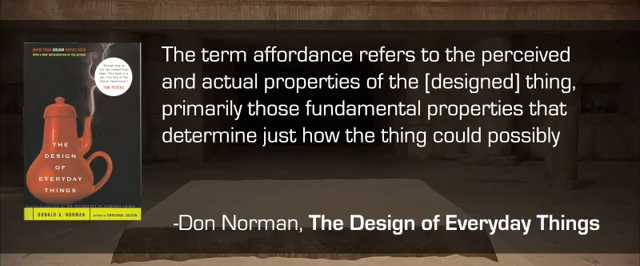 The term affordance refers to the perceived
and actual properties of the [designed] thing,
primarily those fundamental properties that
determine just how the thing could possibly
-Don Norman, The Design of Everyday Things
TOM PETERS
THE
DESIGN
OF
EVERYDAY
THINGS
DONALD A. NORMAN